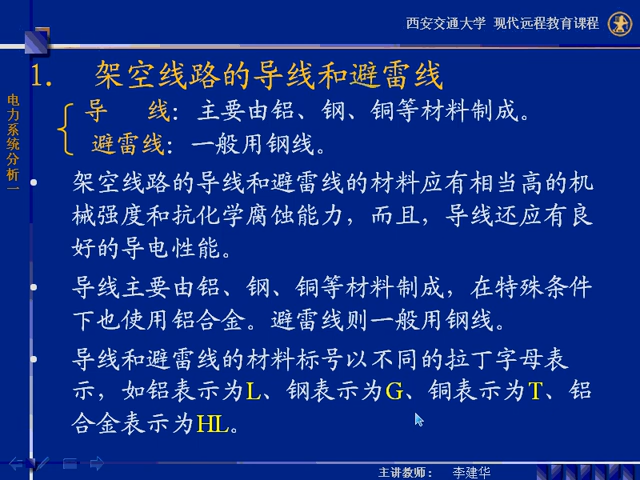 西安交通大学 现代远程教育课程
1. 架空线路的导线和避雷线
导 线：主要由铝、钢、铜等材料制成。
避雷线：一般用钢线。
电力系统分析一
• 架空线路的导线和避雷线的材料应有相当高的机
械强度和抗化学腐蚀能力，而且，导线还应有良
好的导电性能。
• 导线主要由铝、钢、铜等材料制成，在特殊条件
下也使用铝合金。避雷线则一般用钢线。
• 导线和避雷线的材料标号以不同的拉丁字母表
示，如铝表示为L、钢表示为G、铜表示为T、铝
合金表示为HL。
主讲教师： 李建华